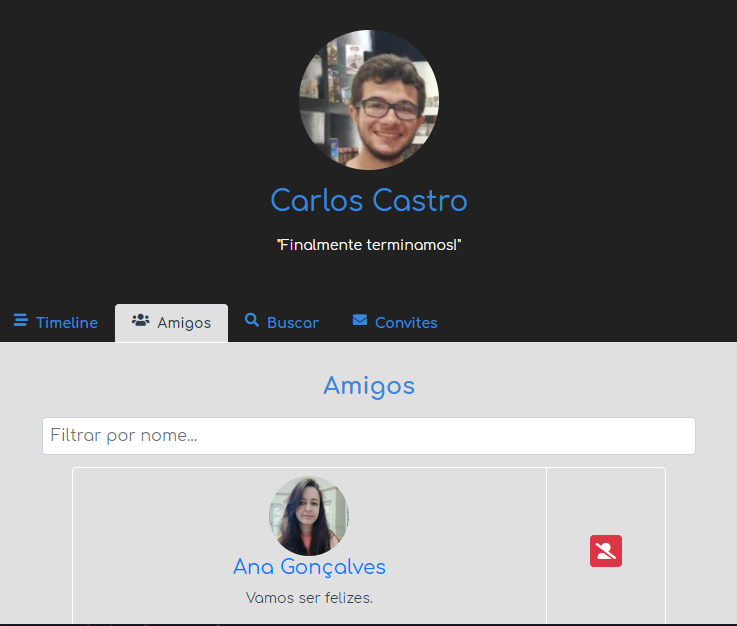 Carlos Castro
"Finalmente terminamos!"
Timeline
Amigos
Buscar
Convites
Amigos
Filtrar por nome...
Ana Gonçalves
Vamos ser felizes.